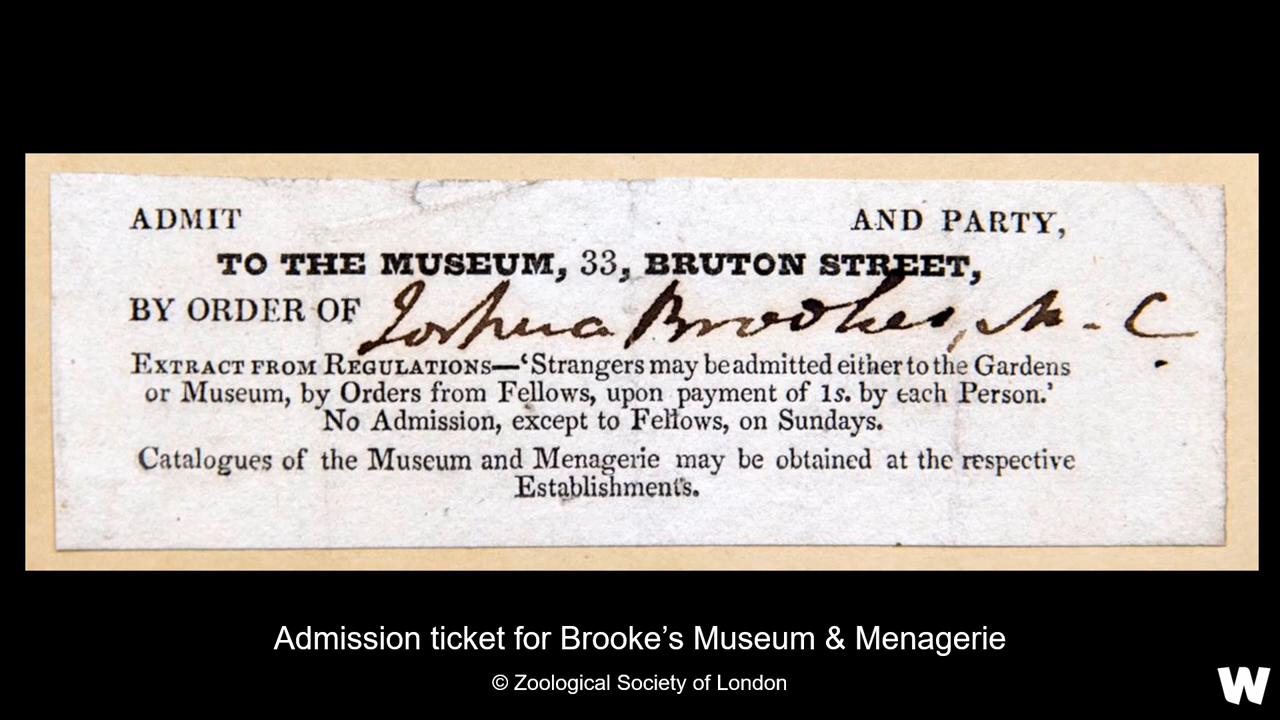 ADMIT AND PARTY,
TO THE MUSEUM, 33, BRUTON STREET,
BY ORDER OF Joshua Brookes, M.C.
EXTRACT FROM REGULATIONS—‘Strangers may be admitted either to the Gardens
or Museum, by Orders from Fellows, upon payment of 1s. by each Person.’
No Admission, except to Fellows, on Sundays.
Catalogues of the Museum and Menagerie may be obtained at the respective
Establishments.
Admission ticket for Brooke’s Museum & Menagerie
© Zoological Society of London
W